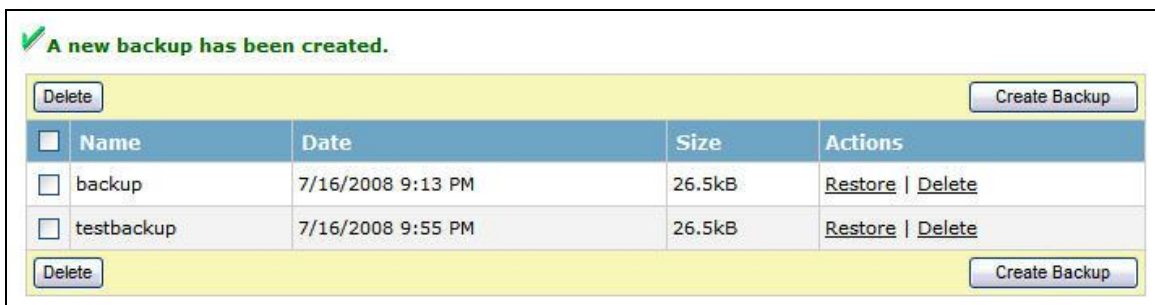 A new backup has been created.
Delete Create Backup
Name Date Size Actions
backup 7/16/2008 9:13 PM 26.5kB Restore | Delete
testbackup 7/16/2008 9:55 PM 26.5kB Restore | Delete
Delete Create Backup